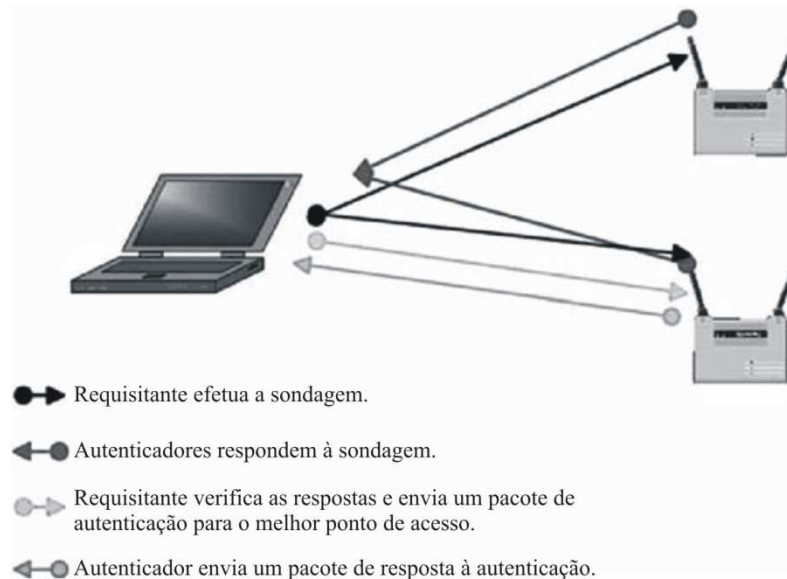 Requisitante efetua a sondagem.
Autenticadores respondem à sondagem.
Requisitante verifica as respostas e envia um pacote de
autenticação para o melhor ponto de acesso.
Autenticador envia um pacote de resposta à autenticação.